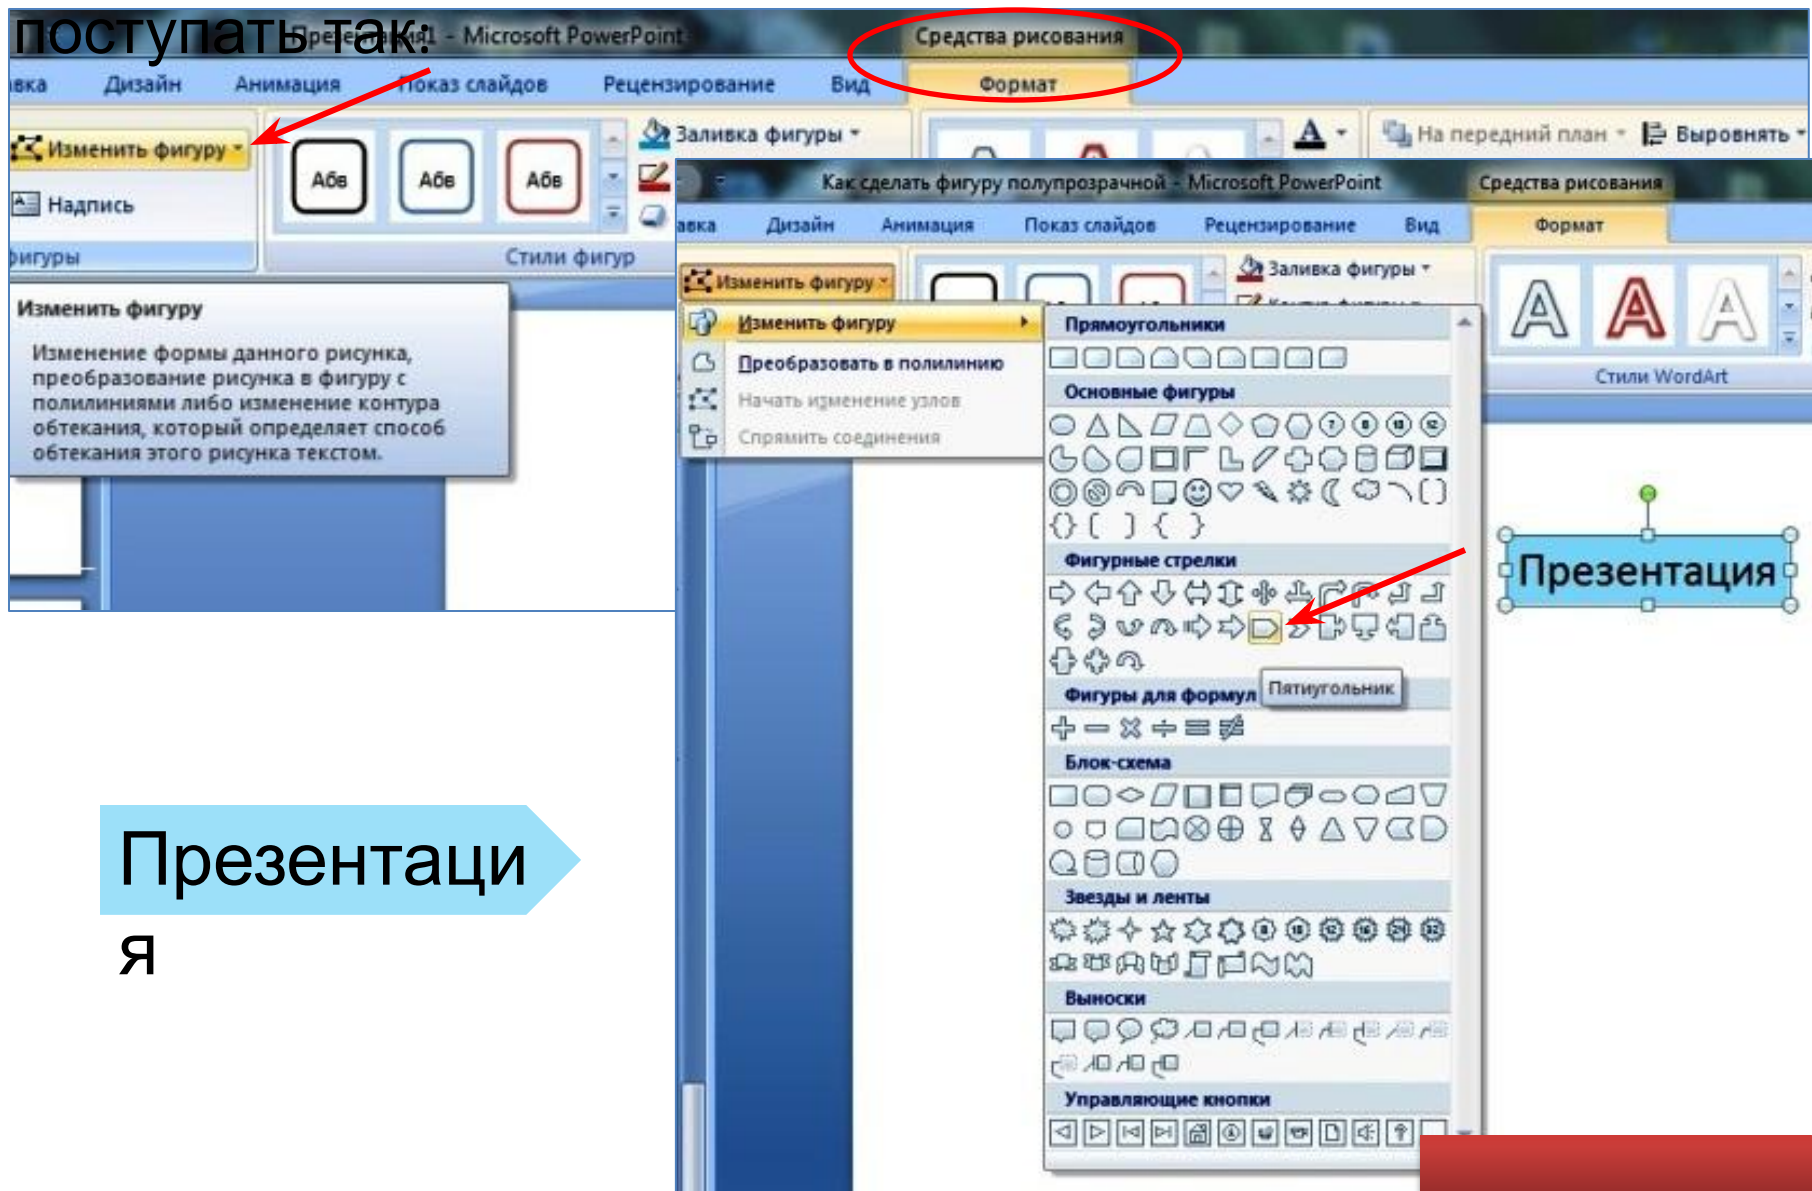 поступать так:
Презентация1 - Microsoft PowerPoint
Средства рисования
Дизайн Анимация Показ слайдов Рецензирование Вид Формат
Изменить фигуру
Надпись
Абв Абв Абв
Заливка фигуры
На передний план Выровнять
Стили фигур
Изменить фигуру
Изменение формы данного рисунка,
преобразование рисунка в фигуру с
полилиниями либо изменение контура
обтекания, который определяет способ
обтекания этого рисунка текстом.
Как сделать фигуру полупрозрачной - Microsoft PowerPoint
Средства рисования
Дизайн Анимация Показ слайдов Рецензирование Вид Формат
Изменить фигуру
Заливка фигуры
Изменить фигуру
Преобразовать в полилинию
Начать изменение узлов
Спрямить соединения
Стили WordArt
Прямоугольники
Основные фигуры
Фигурные стрелки
Пятиугольник
Фигуры для формул
Блок-схема
Звезды и ленты
Выноски
Управляющие кнопки
Презентация
Презентаци
я